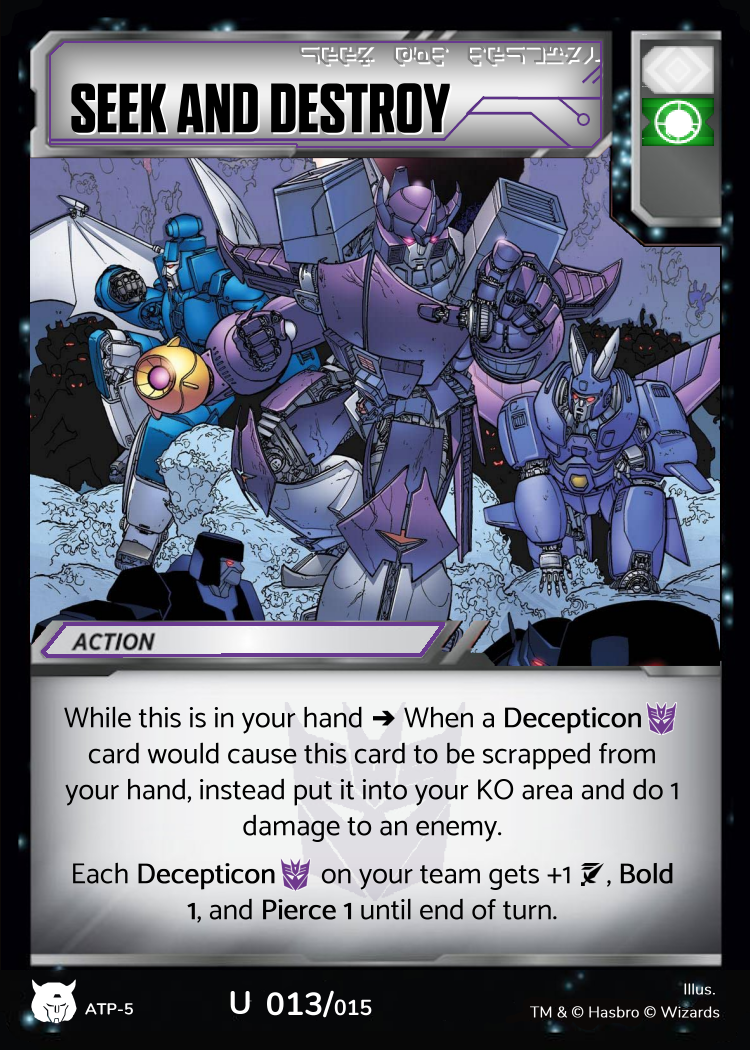 SEEK AND DESTROY
ACTION
While this is in your hand ➔ When a Decepticon
card would cause this card to be scrapped from
your hand, instead put it into your KO area and do 1
damage to an enemy.
Each Decepticon on your team gets +1 , Bold
1, and Pierce 1 until end of turn.
ATP-5
U 013/015
Illus.
TM & © Hasbro © Wizards